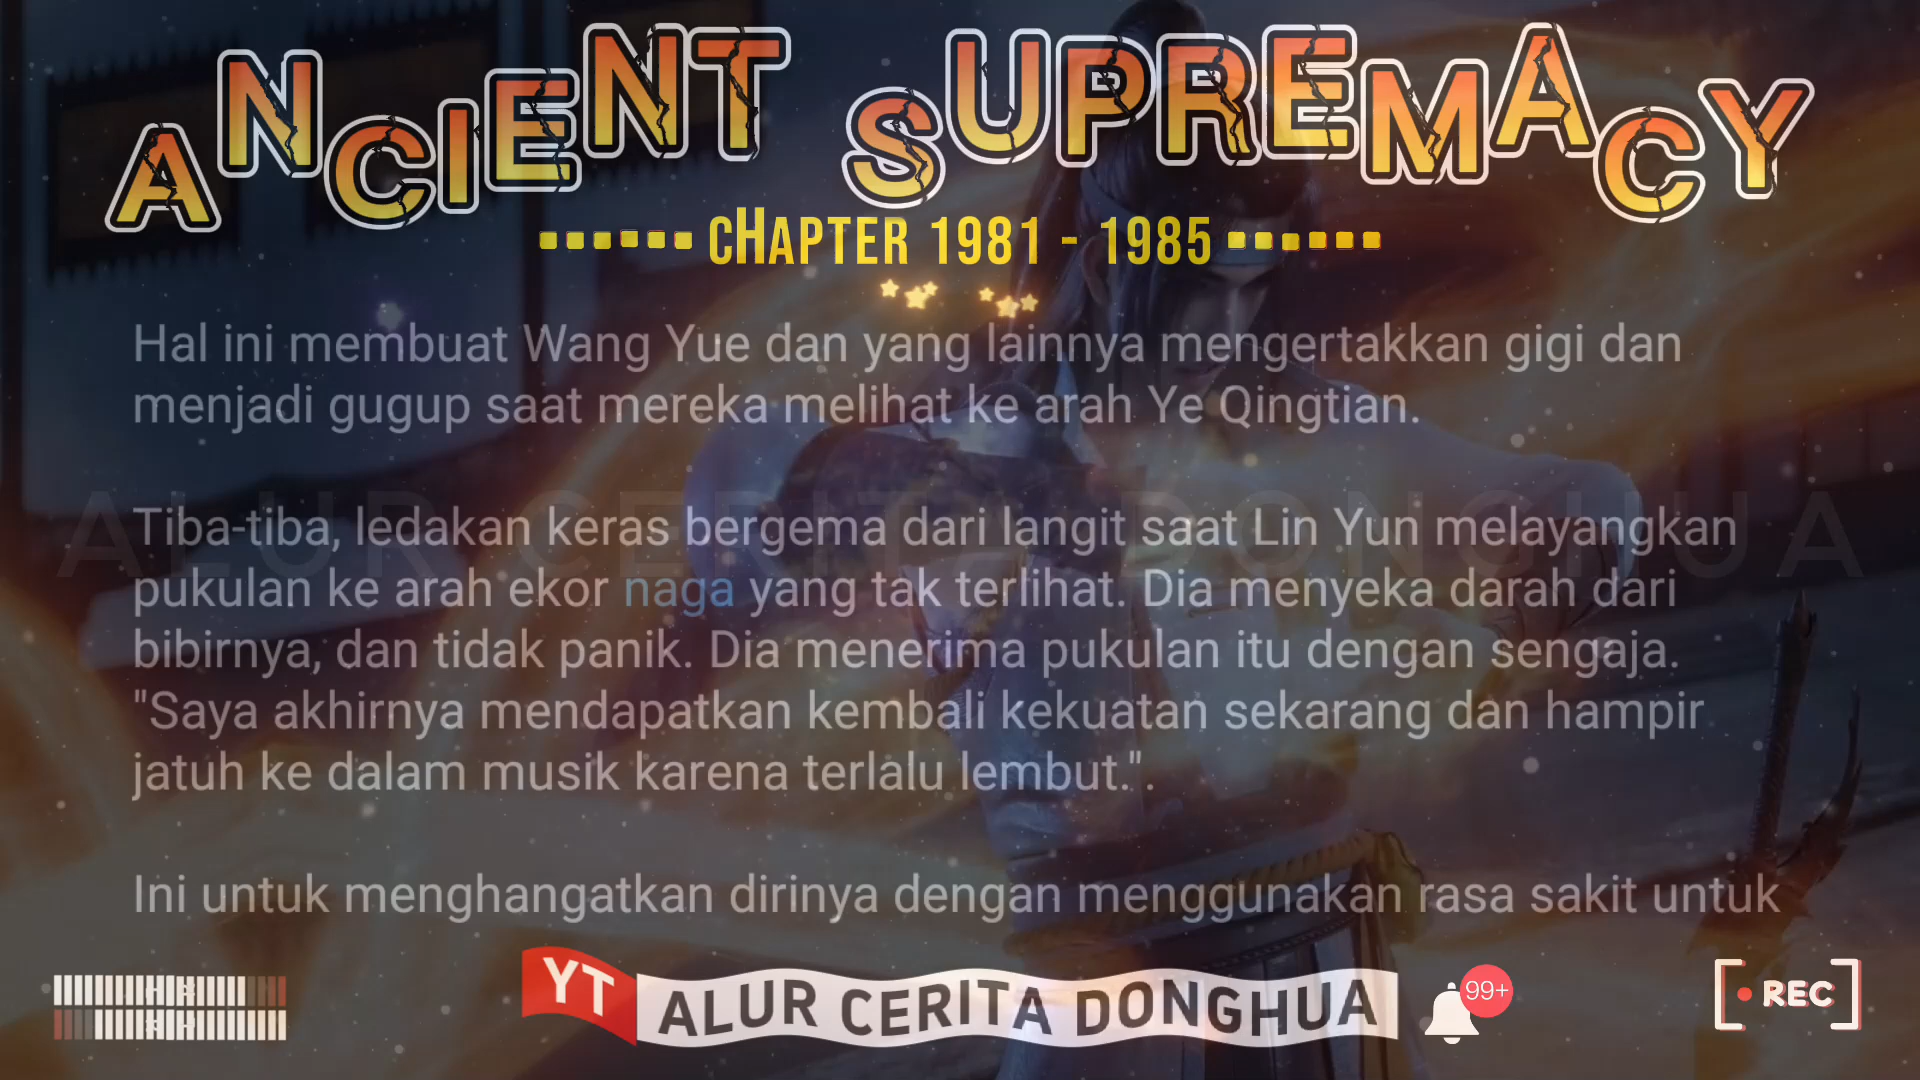 ANCIENT SUPREMACY
CHAPTER 1981 - 1985
Hal ini membuat Wang Yue dan yang lainnya mengertakkan gigi dan
menjadi gugup saat mereka melihat ke arah Ye Qingtian.
ALUR CERITA DONGHUA
Tiba-tiba, ledakan keras bergema dari langit saat Lin Yun melayangkan
pukulan ke arah ekor naga yang tak terlihat. Dia menyeka darah dari
bibirnya, dan tidak panik. Dia menerima pukulan itu dengan sengaja.
"Saya akhirnya mendapatkan kembali kekuatan sekarang dan hampir
jatuh ke dalam musik karena terlalu lembut.".
Ini untuk menghangatkan dirinya dengan menggunakan rasa sakit untuk
YT ALUR CERITA DONGHUA 99+
REC